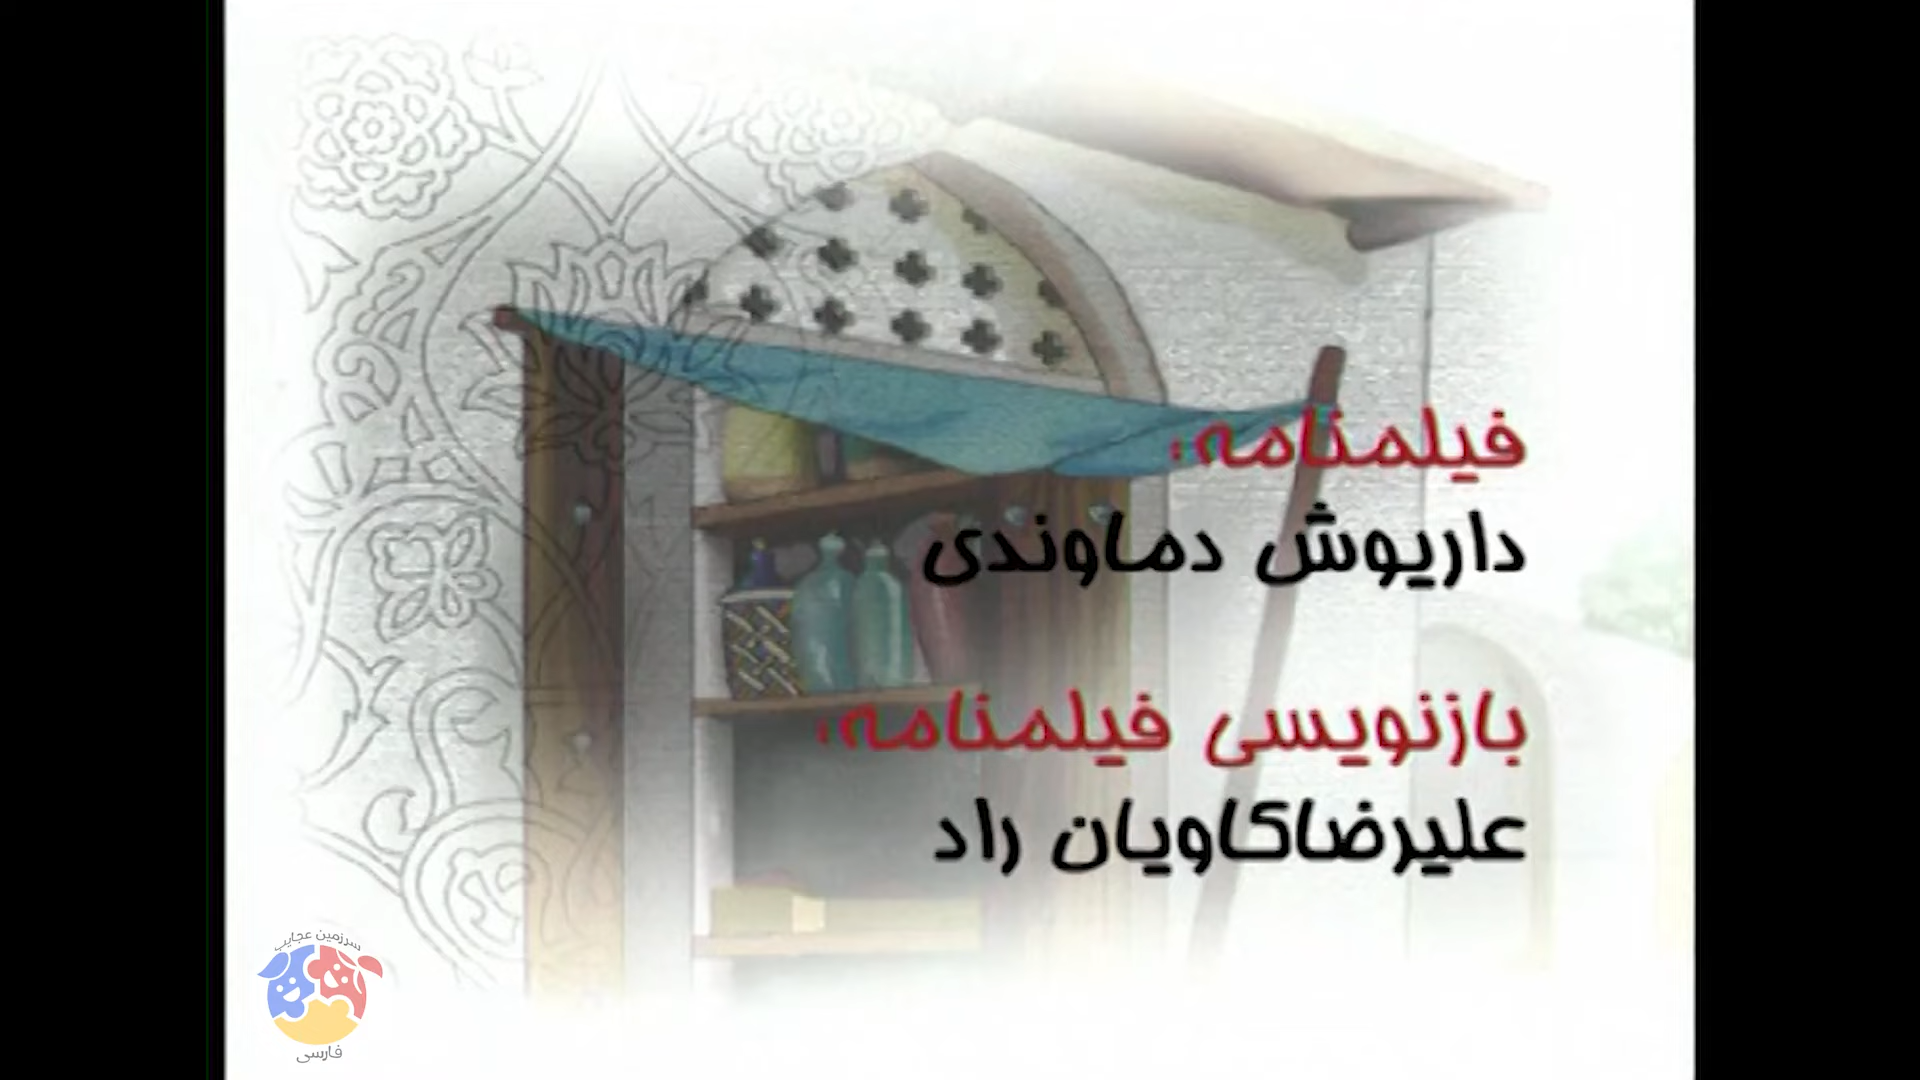 فیلمنامه:
داریوش دماوندی
بازنویسی فیلمنامه:
علیرضاکاویان راد
سرزمین عجایب
فارسی